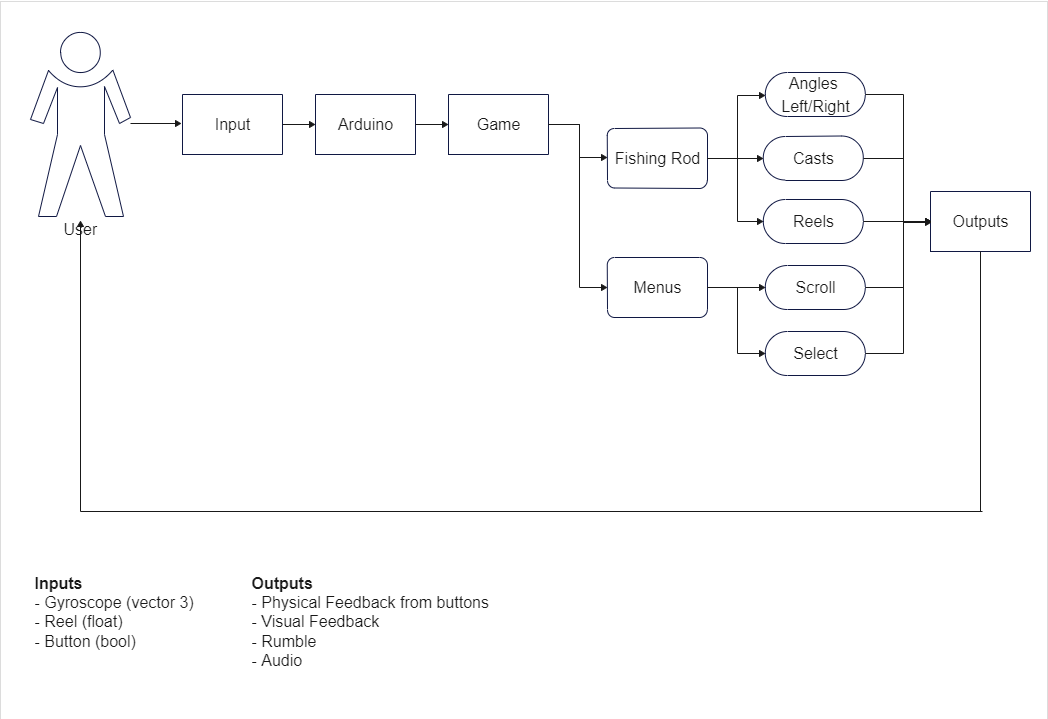 User
Input
Arduino
Game
Fishing Rod
Menus
Angles
Left/Right
Casts
Reels
Scroll
Select
Outputs
Inputs
- Gyroscope (vector 3)
- Reel (float)
- Button (bool)
Outputs
- Physical Feedback from buttons
- Visual Feedback
- Rumble
- Audio